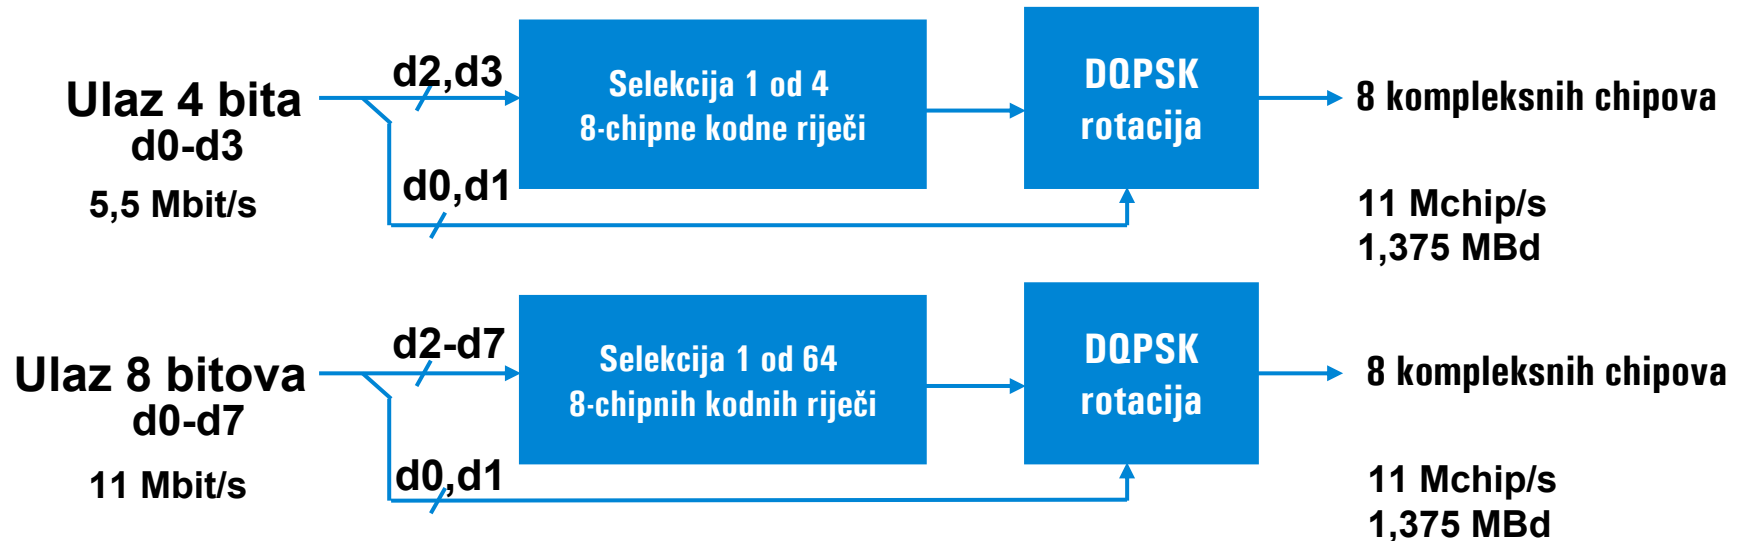 Ulaz 4 bita
d0-d3
5,5 Mbit/s
d2,d3
d0,d1
Selekcija 1 od 4
8-chipne kodne riječi
DQPSK
rotacija
8 kompleksnih chipova
11 Mchip/s
1,375 MBd
Ulaz 8 bitova
d0-d7
11 Mbit/s
d2-d7
d0,d1
Selekcija 1 od 64
8-chipnih kodnih riječi
DQPSK
rotacija
8 kompleksnih chipova
11 Mchip/s
1,375 MBd